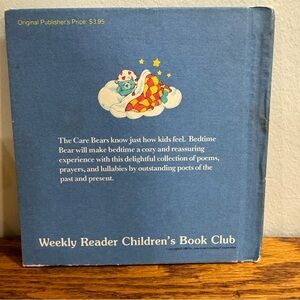 Original Publisher's Price: $3.95
The Care Bears know just how kids feel. Bedtime
Bear will make bedtime a cozy and reassuring
experience with this delightful collection of poems,
prayers, and lullabies by outstanding poets of the
past and present.
Weekly Reader Children's Book Club